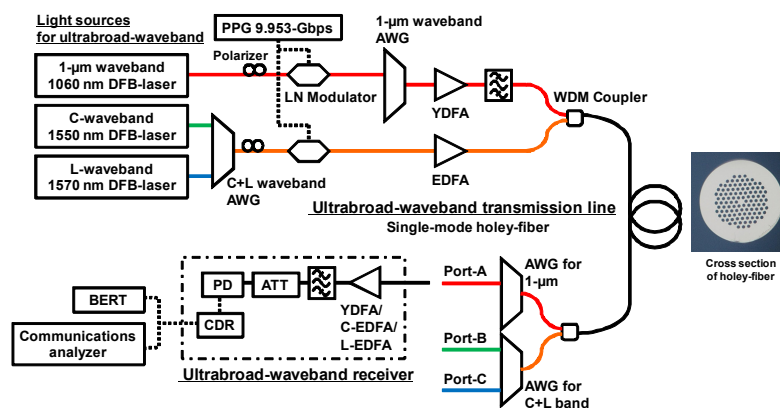 Light sources
for ultrabroad-waveband
PPG 9.953-Gbps
1-μm waveband
AWG
Polarizer
1-μm waveband
1060 nm DFB-laser
LN Modulator
YDFA
WDM Coupler
C-waveband
1550 nm DFB-laser
L-waveband
1570 nm DFB-laser
C+L waveband
AWG
EDFA
Ultrabroad-waveband transmission line
Single-mode holey-fiber
Cross section
of holey-fiber
PD
ATT
CDR
YDFA/
C-EDFA/
L-EDFA
BERT
Communications
analyzer
Ultrabroad-waveband receiver
Port-A
AWG for
1-μm
Port-B
Port-C
AWG for
C+L band